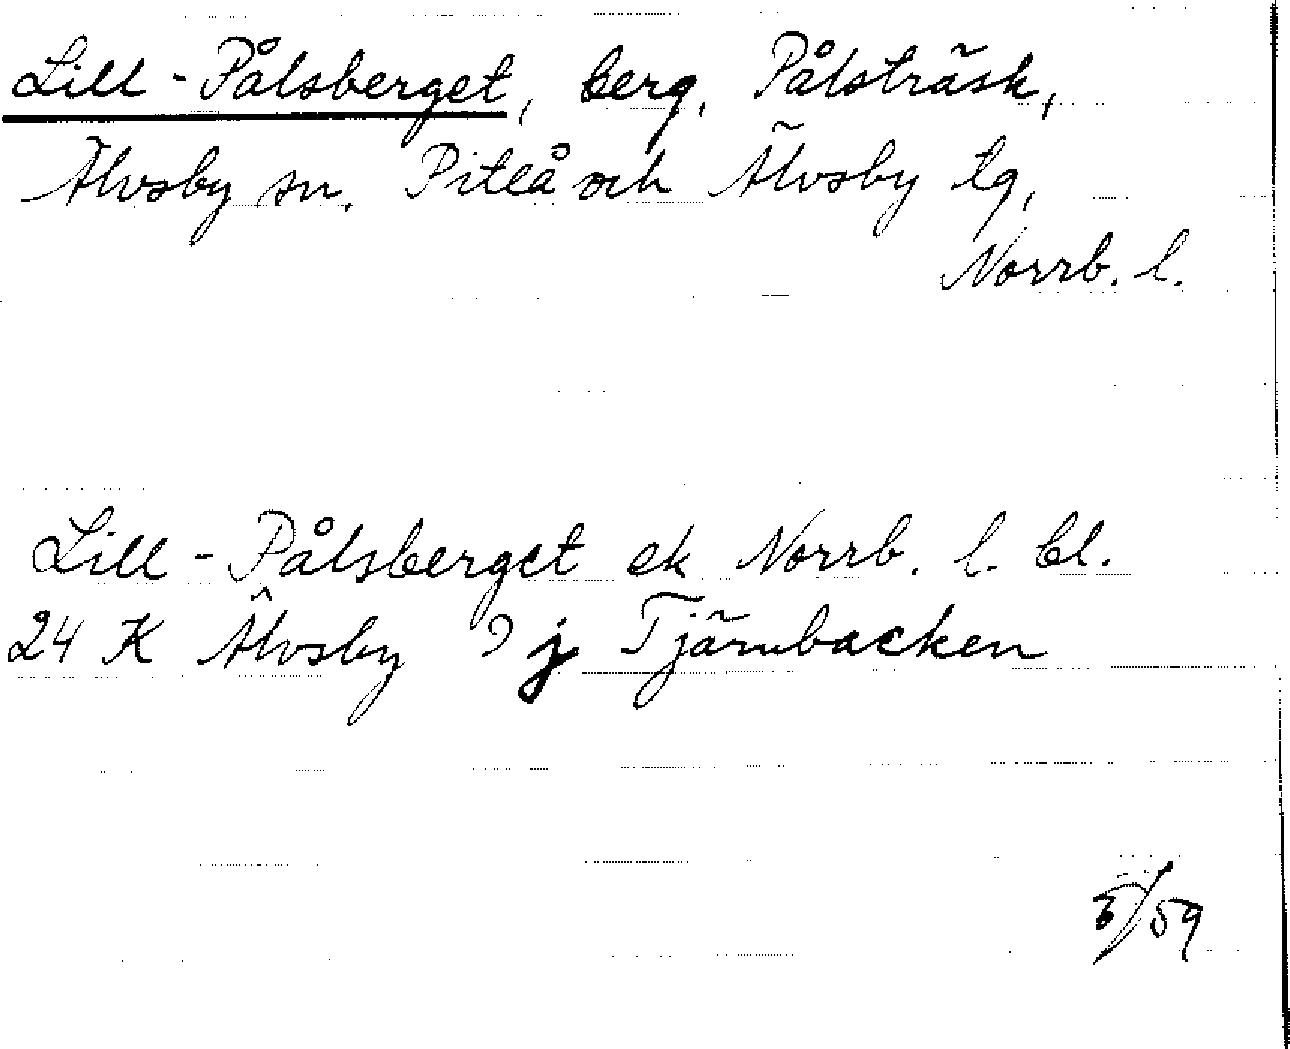 Lill-Pålsberget, berg, Pålsträsk,
Älvsby sn. Piteå och Älvsby tg,
Norrb. l.
Lill-Pålsberget ek Norrb. l. bl.
24 K Älvsby 9 j Tjärnbacken
5/59